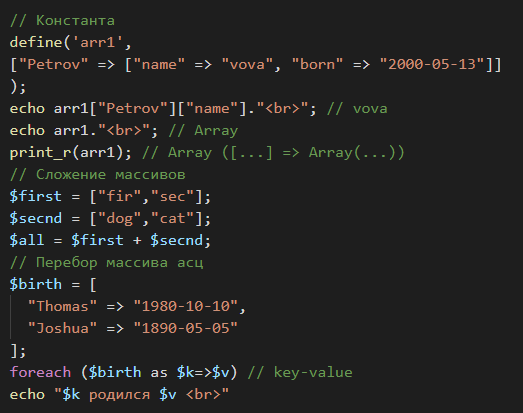 // Константа
define('arr1',
["Petrov" => ["name" => "vova", "born" => "2000-05-13"]]
);
echo arr1["Petrov"]["name"]."<br>"; // vova
echo arr1."<br>"; // Array
print_r(arr1); // Array ([...] => Array(...))
// Сложение массивов
$first = ["fir","sec"];
$secnd = ["dog","cat"];
$all = $first + $secnd;
// Перебор массива асц
$birth = [
  "Thomas" => "1980-10-10",
  "Joshua" => "1890-05-05"
];
foreach ($birth as $k=>$v) // key-value
echo "$k родился $v <br>"